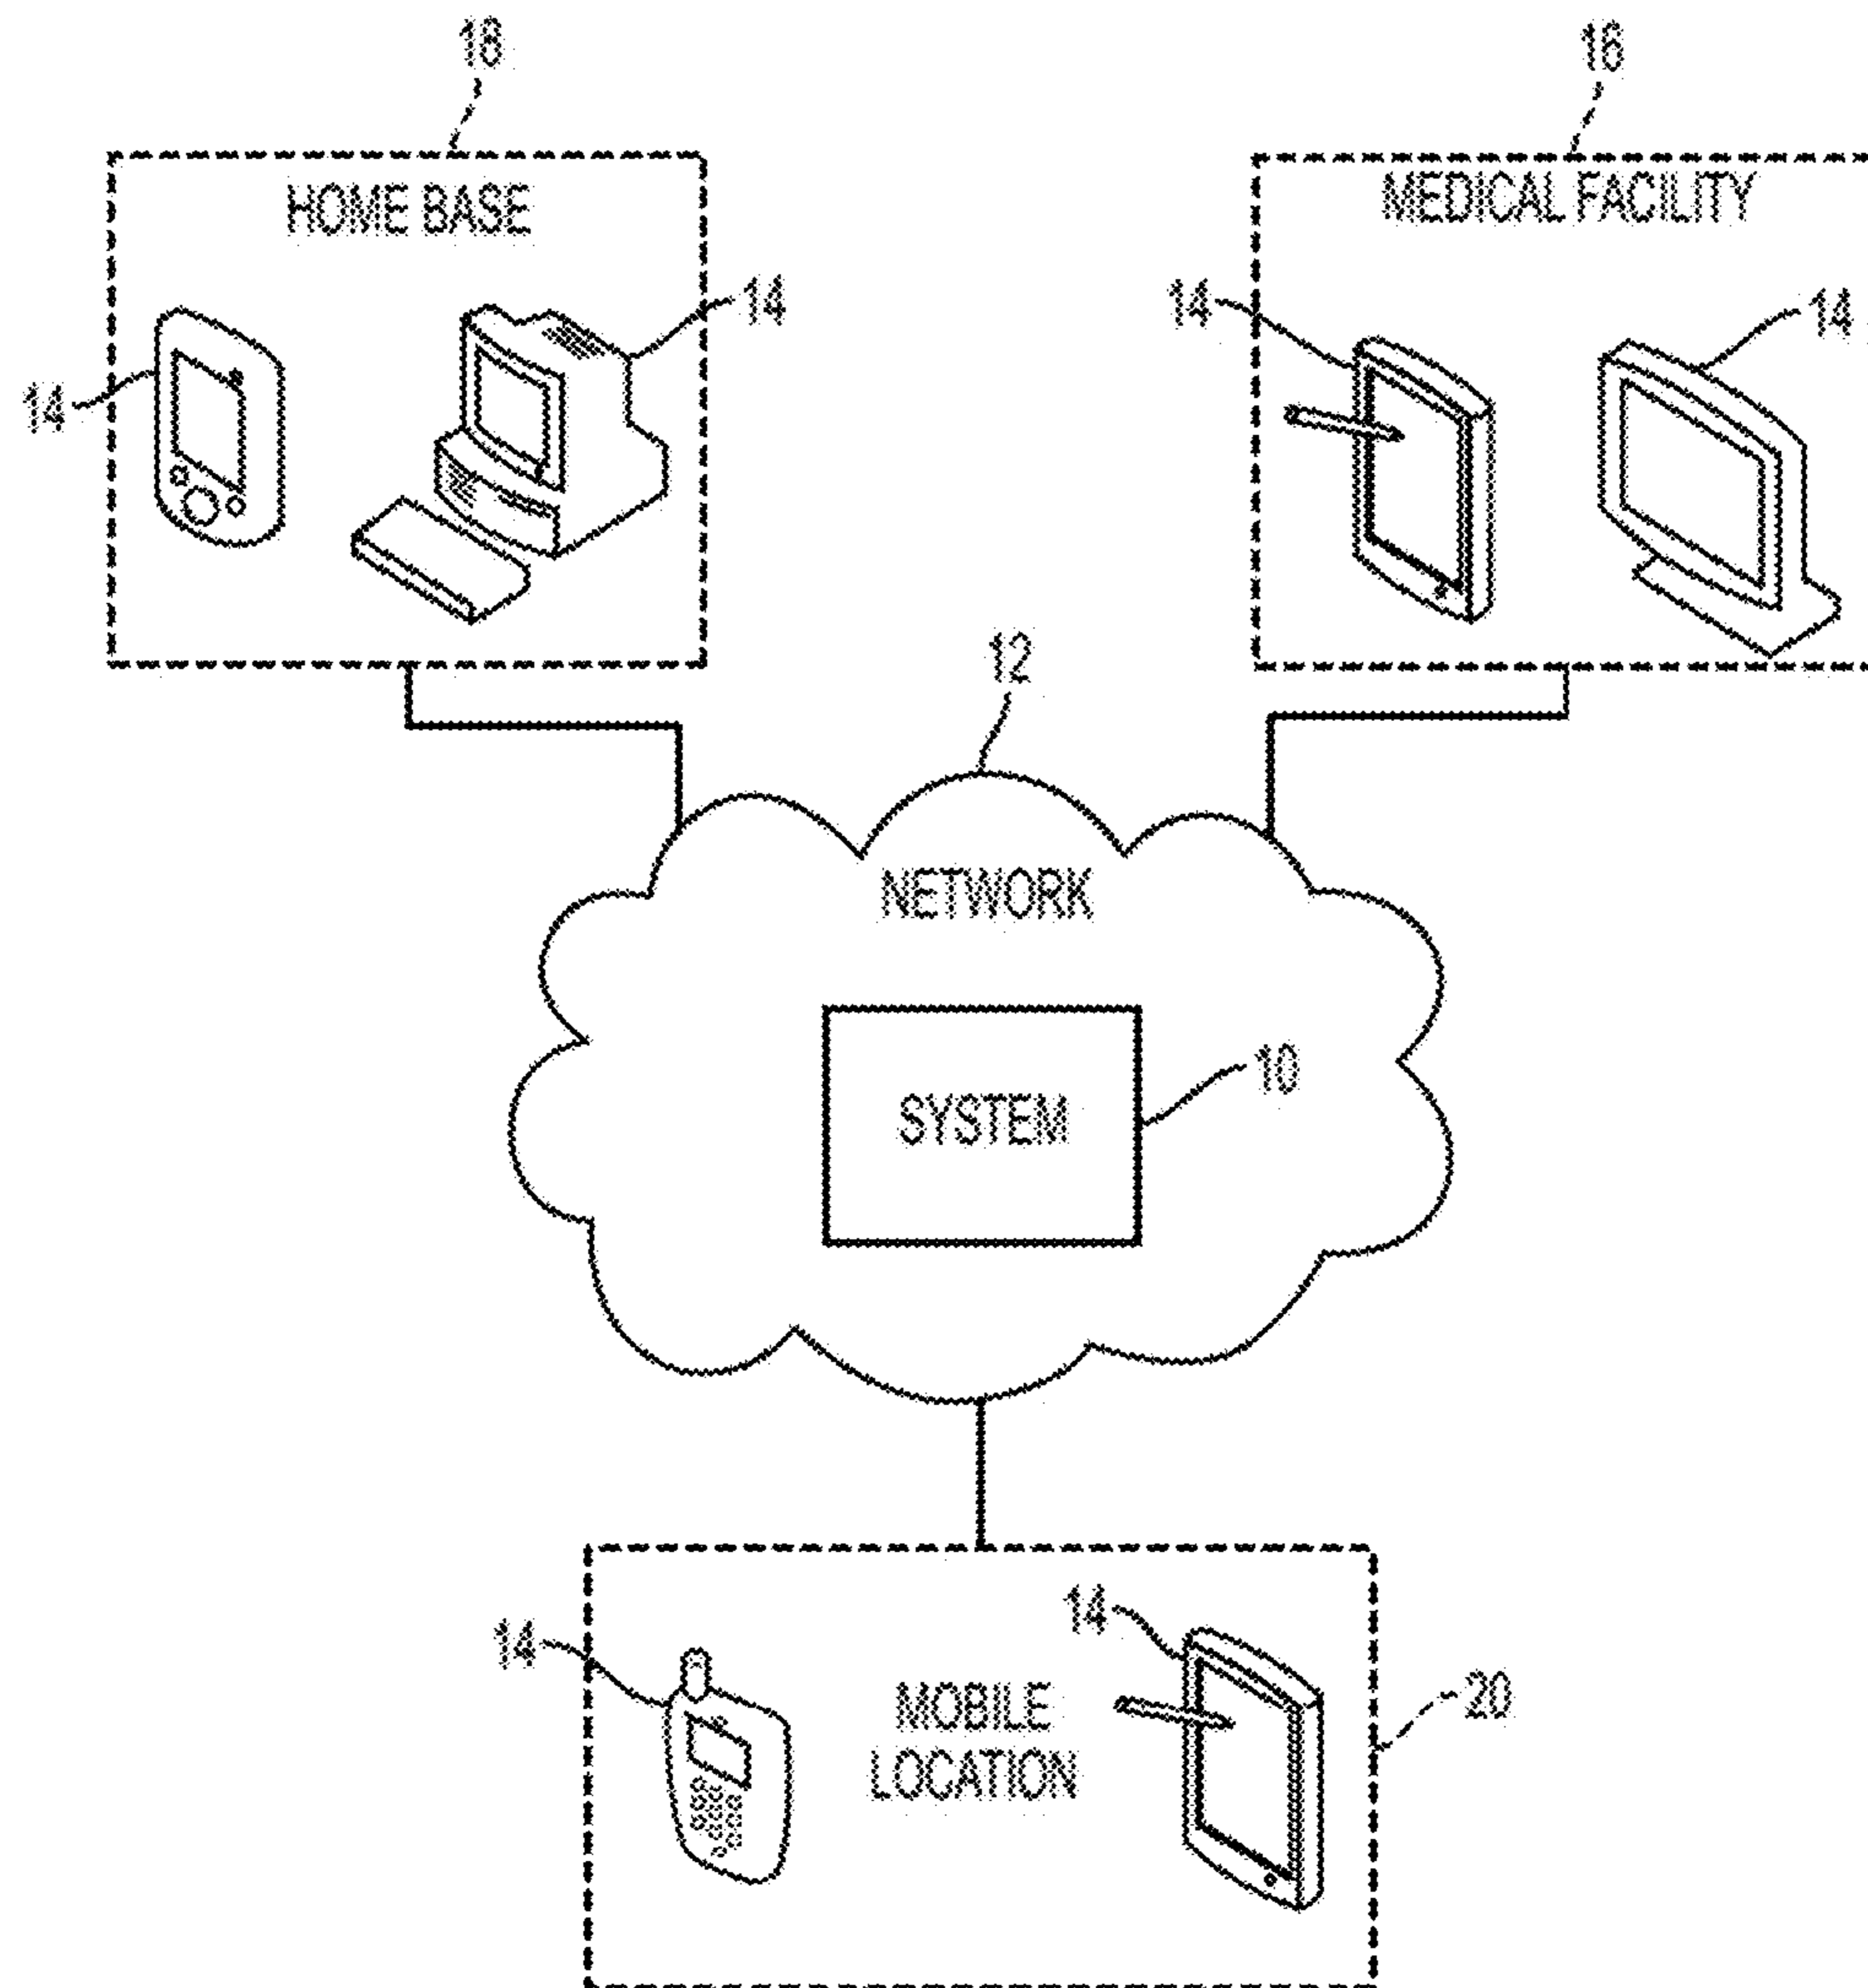 18
16
HOME BASE
MEDICAL FACILITY
14
14
14
14
12
NETWORK
10
SYSTEM
14
14
MOBILE
LOCATION
20